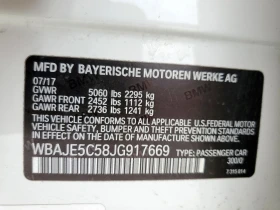 MFD BY BAYERISCHE MOTOREN WERKE AG
07/17
GVWR 5060 lbs 2295 kg
GAWR FRONT 2452 lbs 1112 kg
GAWR REAR 2736 lbs 1241 kg
THIS VEHICLE CONFORMS TO ALL APPLICABLE
U.S. FEDERAL MOTOR VEHICLE SAFETY, BUMPER,
AND THEFT PREVENTION STANDARDS IN EFFECT ON
THE DATE OF MANUFACTURE SHOWN ABOVE.
WBAJE5C58JG917669
TYPE: PASSENGER CAR